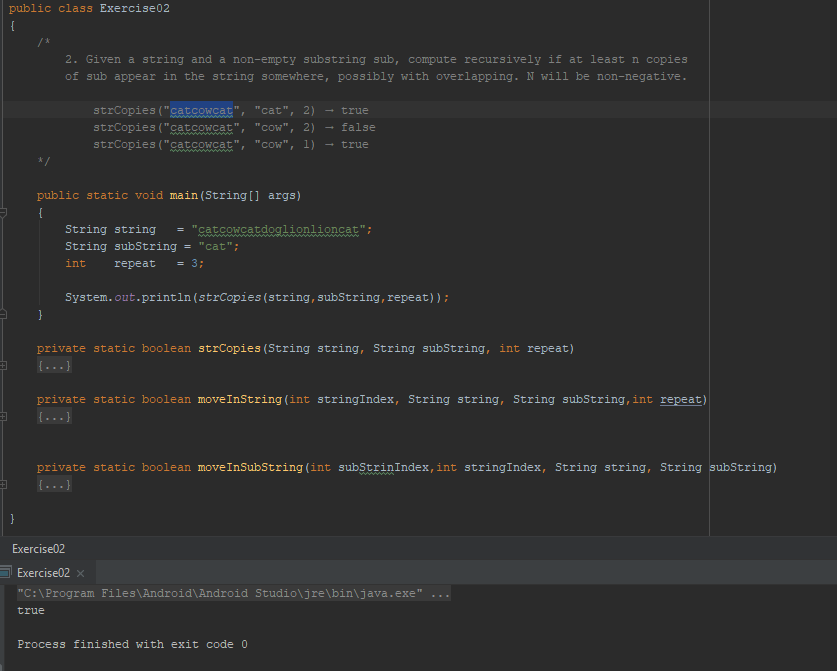 public class Exercise02
{
/*
2. Given a string and a non-empty substring sub, compute recursively if at least n copies
of sub appear in the string somewhere, possibly with overlapping. N will be non-negative.
strCopies("catcowcat", "cat", 2) → true
strCopies("catcowcat", "cow", 2) → false
strCopies("catcowcat", "cow", 1) → true
*/
public static void main(String[] args)
{
String string   = "catcowcatdoglionlioncat";
String subString = "cat";
int    repeat   = 3;
System.out.println(strCopies(string,subString,repeat));
}
private static boolean strCopies(String string, String subString, int repeat)
{...}
private static boolean moveInString(int stringIndex, String string, String subString,int repeat)
{...}
private static boolean moveInSubString(int subStrinIndex,int stringIndex, String string, String subString)
{...}
}
Exercise02
Exercise02
"C:\Program Files\Android\Android Studio\jre\bin\java.exe" ...
true
Process finished with exit code 0